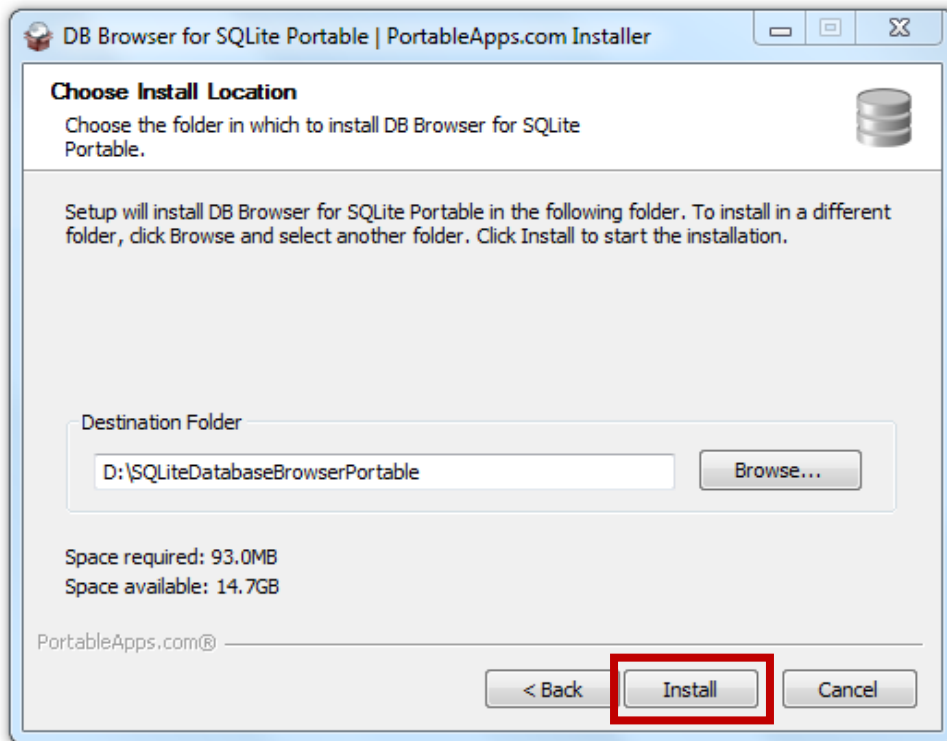 DB Browser for SQLite Portable | PortableApps.com Installer
Choose Install Location
Choose the folder in which to install DB Browser for SQLite
Portable.
Setup will install DB Browser for SQLite Portable in the following folder. To install in a different
folder, click Browse and select another folder. Click Install to start the installation.
Destination Folder
D:\SQLiteDatabaseBrowserPortable
Browse...
Space required: 93.0MB
Space available: 14.7GB
PortableApps.com®
< Back
Install
Cancel